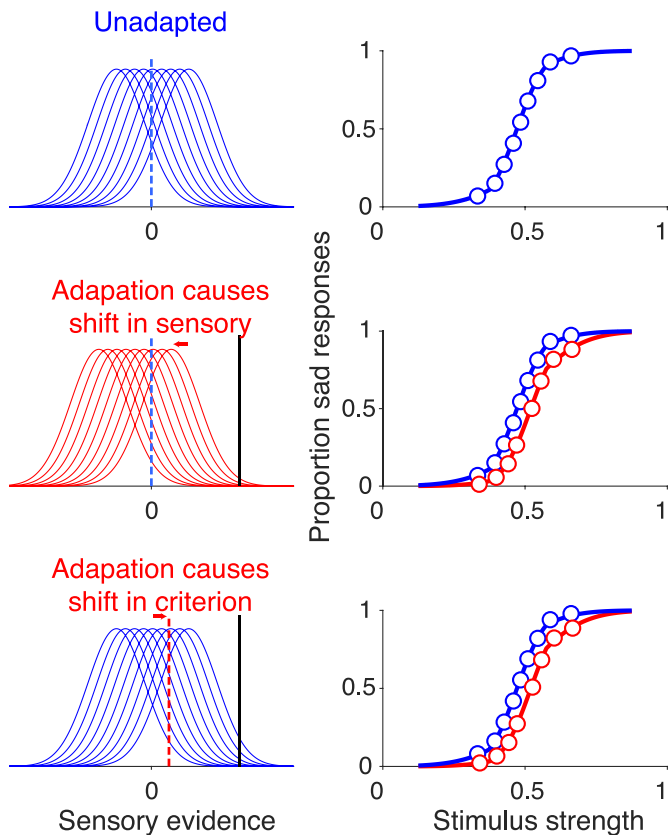 Unadapted
0
Adapation causes
shift in sensory
0
Adapation causes
shift in criterion
0
Sensory evidence
Proportion sad responses
1
0.5
0
0
0.5
1
1
0.5
0
0
0.5
1
1
0.5
0
0
0.5
1
Stimulus strength